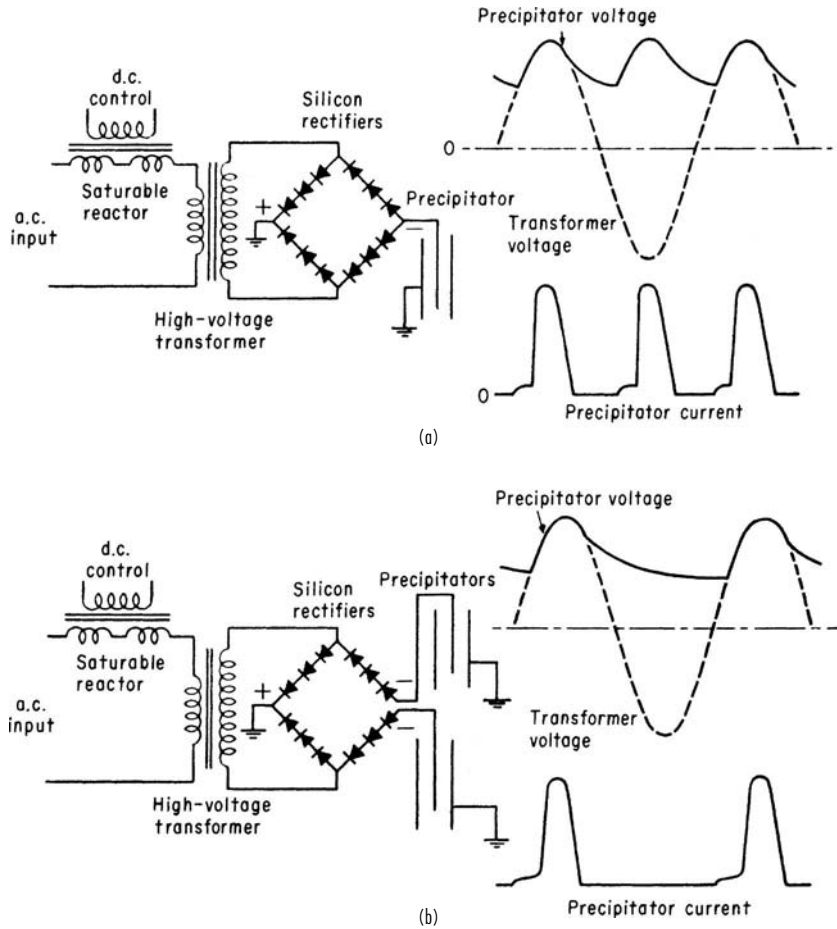 Precipitator voltage
d.c.
control
Silicon
rectifiers
Saturable
reactor
+
Precipitator
−
0
a.c.
input
Transformer
voltage
High-voltage
transformer
0
Precipitator current
(a)
Precipitator voltage
d.c.
control
Silicon
rectifiers
Precipitators
Saturable
reactor
+
−
−
a.c.
input
Transformer
voltage
High-voltage
transformer
Precipitator current
(b)